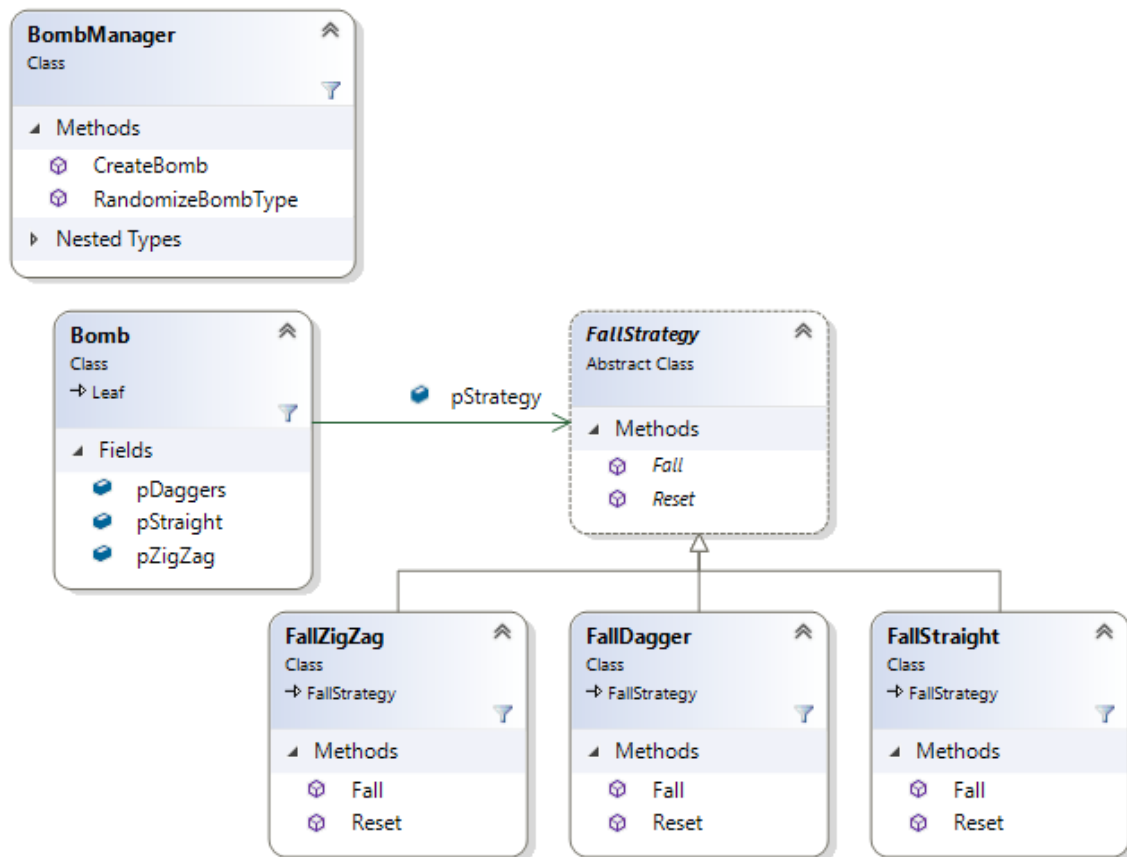 BombManager
Class
Methods
CreateBomb
RandomizeBombType
Nested Types
Bomb
Class
Leaf
Fields
pDaggers
pStraight
pZigZag
pStrategy
FallStrategy
Abstract Class
Methods
Fall
Reset
FallZigZag
Class
FallStrategy
Methods
Fall
Reset
FallDagger
Class
FallStrategy
Methods
Fall
Reset
FallStraight
Class
FallStrategy
Methods
Fall
Reset